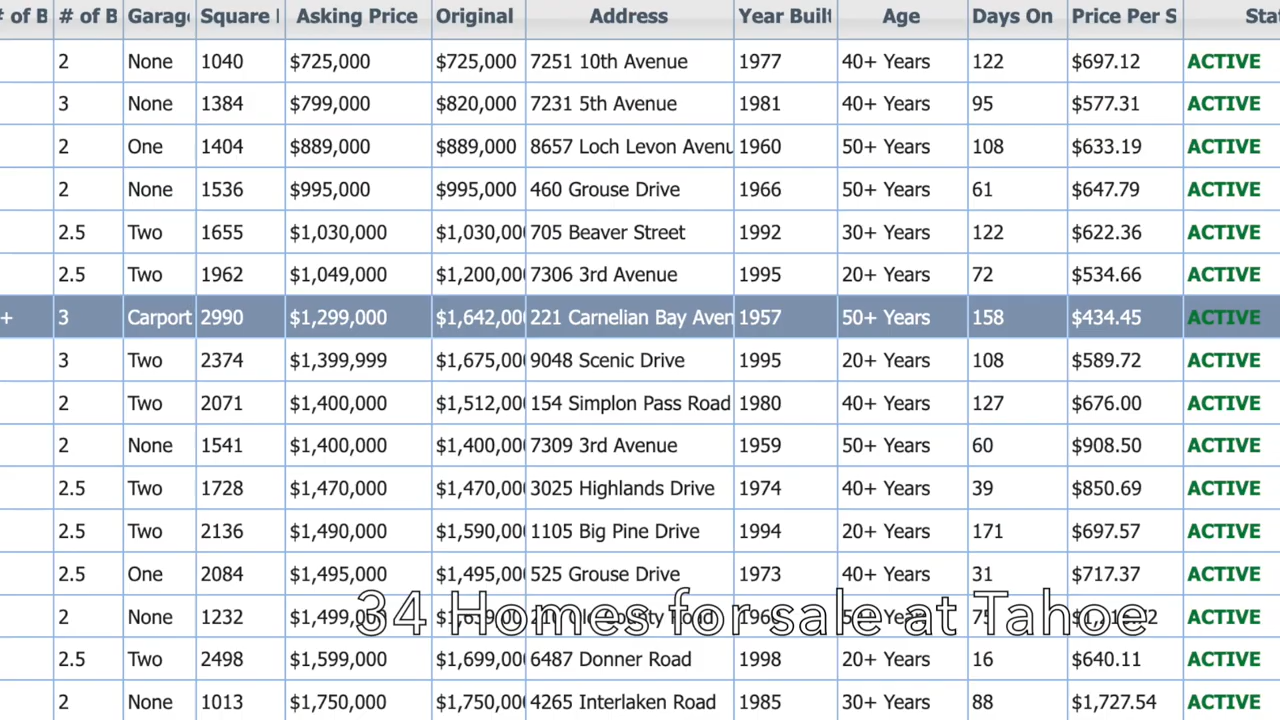 # of B # of B Garag Square Asking Price Original Address Year Built Age Days On Price Per S Sta
2 None 1040 $725,000 $725,000 7251 10th Avenue 1977 40+ Years 122 $697.12 ACTIVE
3 None 1384 $799,000 $820,000 7231 5th Avenue 1981 40+ Years 95 $577.31 ACTIVE
2 One 1404 $889,000 $889,000 8657 Loch Levon Avenu 1960 50+ Years 108 $633.19 ACTIVE
2 None 1536 $995,000 $995,000 460 Grouse Drive 1966 50+ Years 61 $647.79 ACTIVE
2.5 Two 1655 $1,030,000 $1,030,00 705 Beaver Street 1992 30+ Years 122 $622.36 ACTIVE
2.5 Two 1962 $1,049,000 $1,200,00 7306 3rd Avenue 1995 20+ Years 72 $534.66 ACTIVE
+ 3 Carport 2990 $1,299,000 $1,642,00 221 Carnelian Bay Aven 1957 50+ Years 158 $434.45 ACTIVE
3 Two 2374 $1,399,999 $1,675,00 9048 Scenic Drive 1995 20+ Years 108 $589.72 ACTIVE
2 Two 2071 $1,400,000 $1,512,00 154 Simplon Pass Road 1980 40+ Years 127 $676.00 ACTIVE
2 None 1541 $1,400,000 $1,400,00 7309 3rd Avenue 1959 50+ Years 60 $908.50 ACTIVE
2.5 Two 1728 $1,470,000 $1,470,00 3025 Highlands Drive 1974 40+ Years 39 $850.69 ACTIVE
2.5 Two 2136 $1,490,000 $1,590,00 1105 Big Pine Drive 1994 20+ Years 171 $697.57 ACTIVE
2.5 One 2084 $1,495,000 $1,495,00 525 Grouse Drive 1973 40+ Years 31 $717.37 ACTIVE
2 None 1232 Years ACTIVE
34 Homes for sale at Tahoe
2.5 Two 2498 $1,599,000 $1,699,00 6487 Donner Road 1998 20+ Years 16 $640.11 ACTIVE
2 None 1013 $1,750,000 $1,750,00 4265 Interlaken Road 1985 30+ Years 88 $1,727.54 ACTIVE